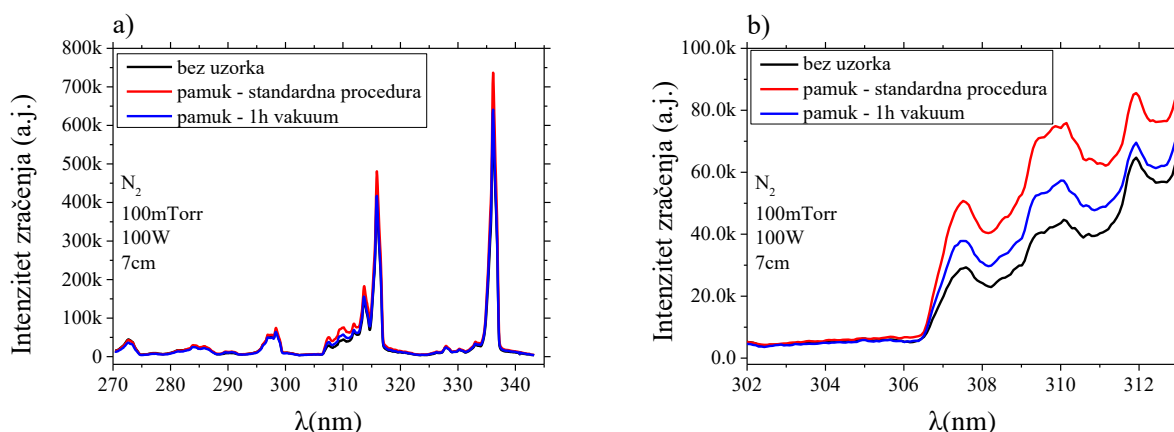 a)
Intenzitet zračenja (a.j.)
800k
700k
600k
500k
400k
300k
200k
100k
0
bez uzorka
pamuk - standardna procedura
pamuk - 1h vakuum
N₂
100mTorr
100W
7cm
270 280 290 300 310 320 330 340
λ(nm)
b)
Intenzitet zračenja (a.j.)
100.0k
80.0k
60.0k
40.0k
20.0k
0.0
bez uzorka
pamuk - standardna procedura
pamuk - 1h vakuum
N₂
100mTorr
100W
7cm
302 304 306 308 310 312
λ(nm)